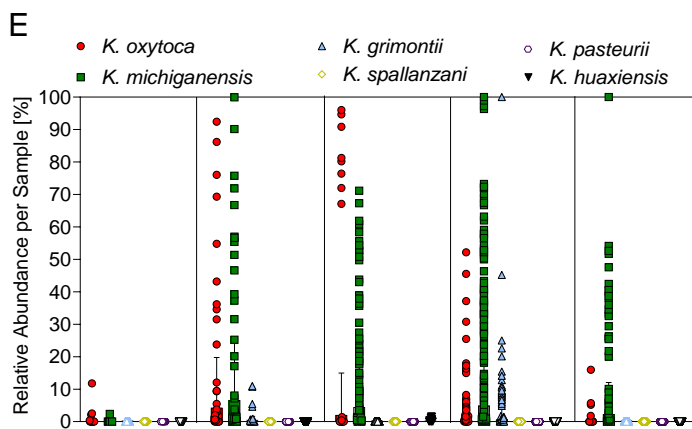 E
K. oxytoca K. grimontii K. pasteurii
K. michiganensis K. spallanzani K. huaxiensis
Relative Abundance per Sample [%]
100
90
80
70
60
50
40
30
20
10
0